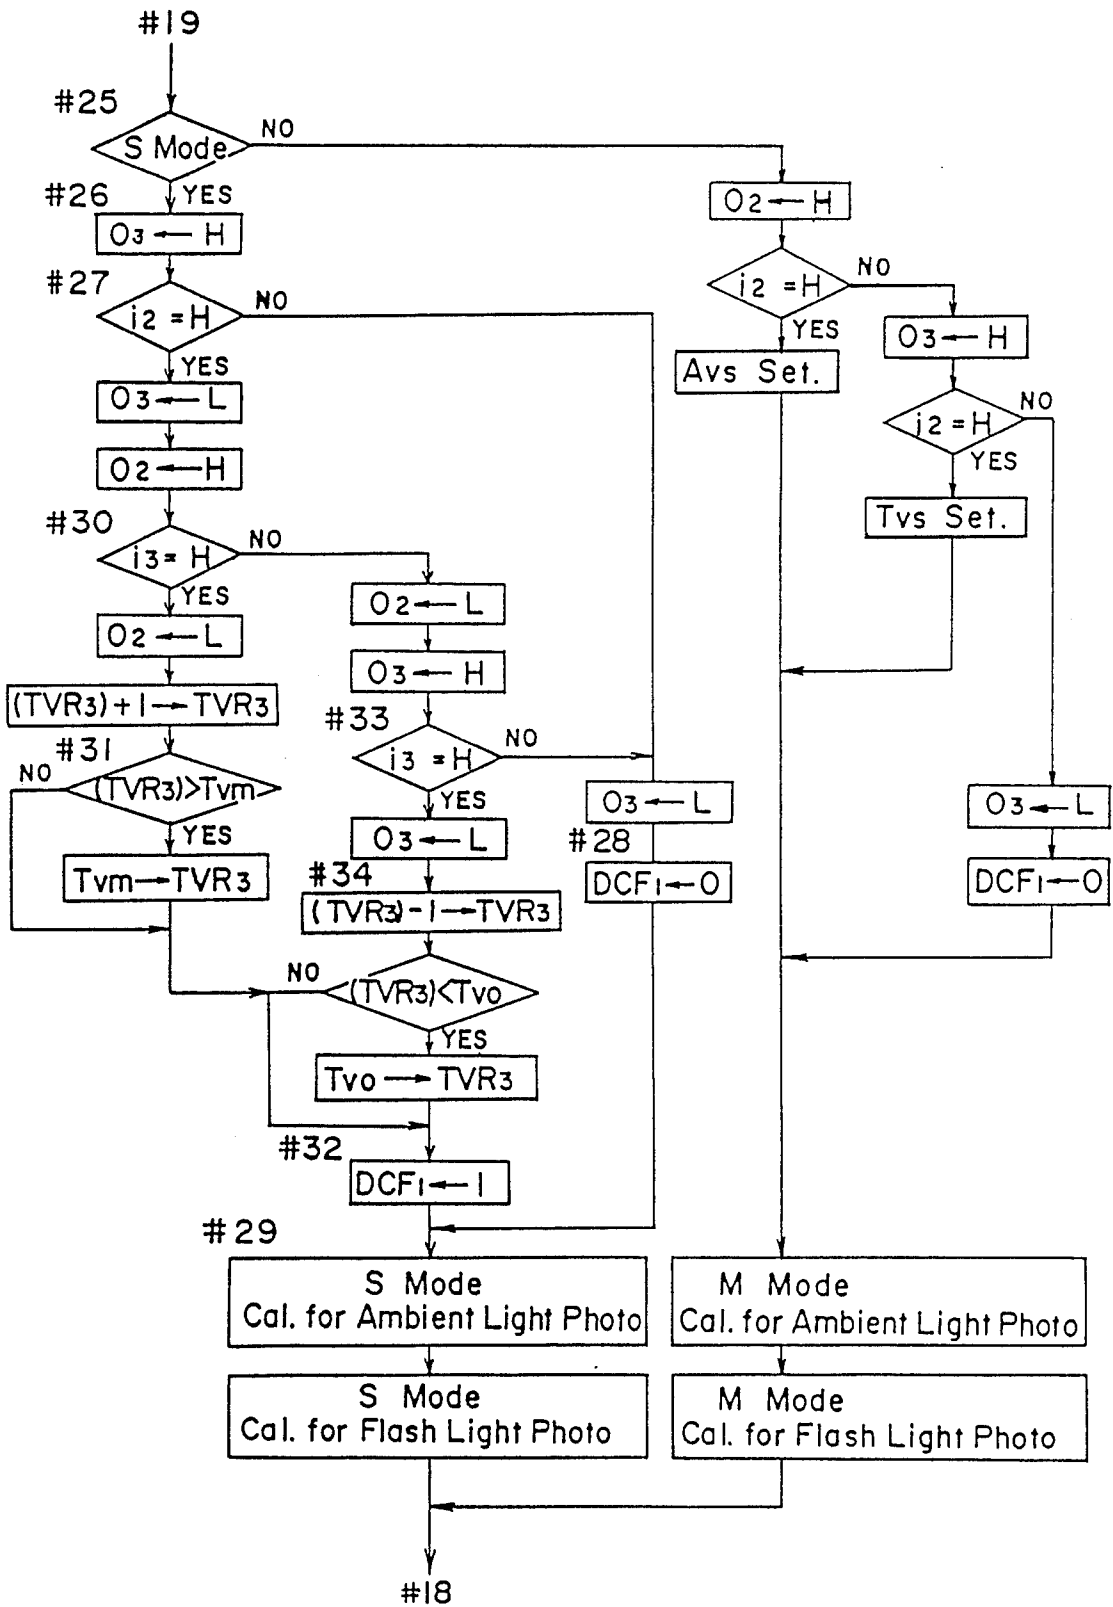 #19
#25
S Mode
NO
YES
#26
O3 ← H
#27
i2 = H
NO
YES
O3 ← L
O2 ← H
#30
i3 = H
NO
YES
O2 ← L
(TVR3)+1 → TVR3
#31
NO
(TVR3)>Tvm
YES
Tvm → TVR3
O2 ← L
O3 ← H
#33
i3 = H
NO
YES
O3 ← L
#34
(TVR3)-1 → TVR3
NO
(TVR3)<Tvo
YES
Tvo → TVR3
#32
DCF1 ← 1
O3 ← L
#28
DCF1 ← 0
#29
S Mode
Cal. for Ambient Light Photo
S Mode
Cal. for Flash Light Photo
O2 ← H
i2 = H
NO
YES
Avs Set.
O3 ← H
i2 = H
NO
YES
Tvs Set.
O3 ← L
DCF1 ← 0
M Mode
Cal. for Ambient Light Photo
M Mode
Cal. for Flash Light Photo
#18